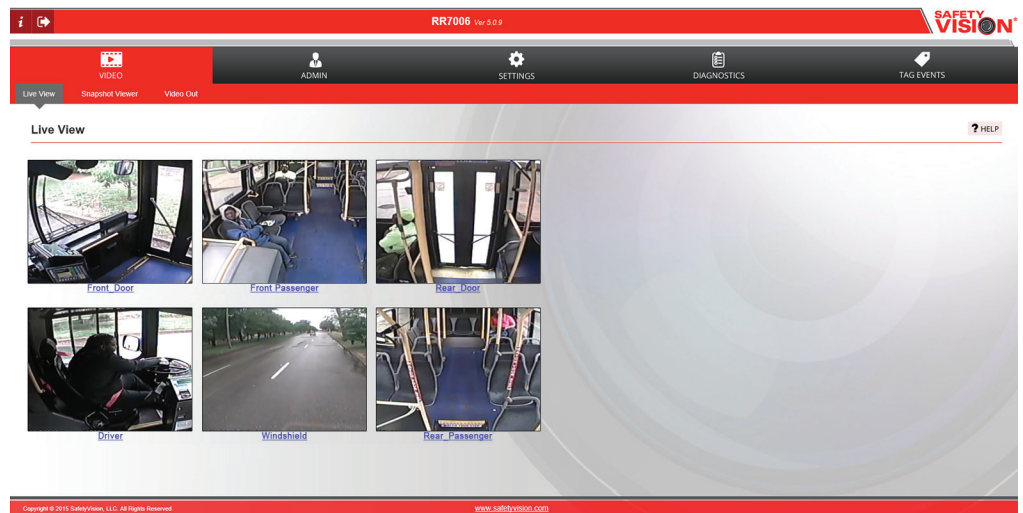 i
RR7006 Ver 5.0.9
SAFETY
VISION
VIDEO
ADMIN
SETTINGS
DIAGNOSTICS
TAG EVENTS
Live View
Snapshot Viewer
Video Out
Live View
? HELP
Front_Door
Front Passenger
Rear_Door
Driver
Windshield
Rear_Passenger
Copyright © 2015 SafetyVision, LLC. All Rights Reserved
www.safetyvision.com